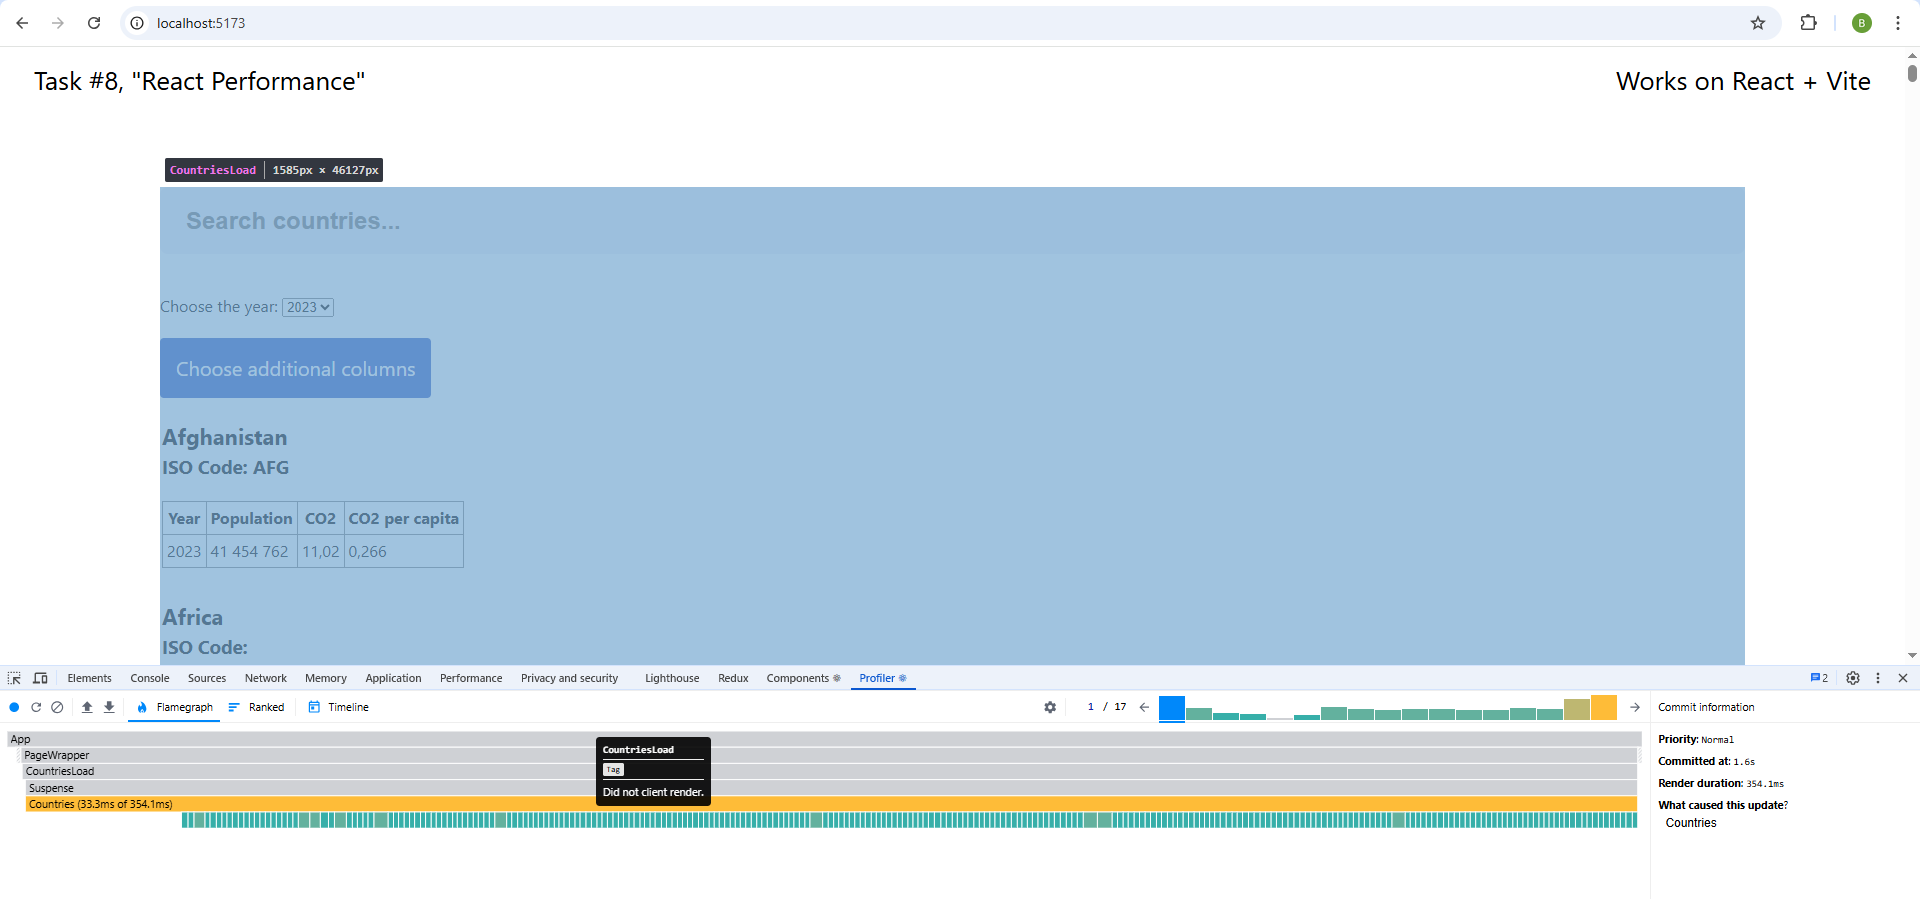 localhost:5173
B
Task #8, "React Performance"
Works on React + Vite
CountriesLoad 1585px × 46127px
Search countries...
Choose the year: 2023
Choose additional columns
Afghanistan
ISO Code: AFG
Year Population CO2 CO2 per capita
2023 41 454 762 11,02 0,266
Africa
ISO Code:
Elements Console Sources Network Memory Application Performance Privacy and security Lighthouse Redux Components Profiler 2
Flamegraph Ranked Timeline 1 / 17 Commit information
App
PageWrapper
CountriesLoad
Suspense
Countries (33.3ms of 354.1ms)
CountriesLoad
Tag
Did not client render.
Priority: Normal
Committed at: 1.6s
Render duration: 354.1ms
What caused this update?
Countries